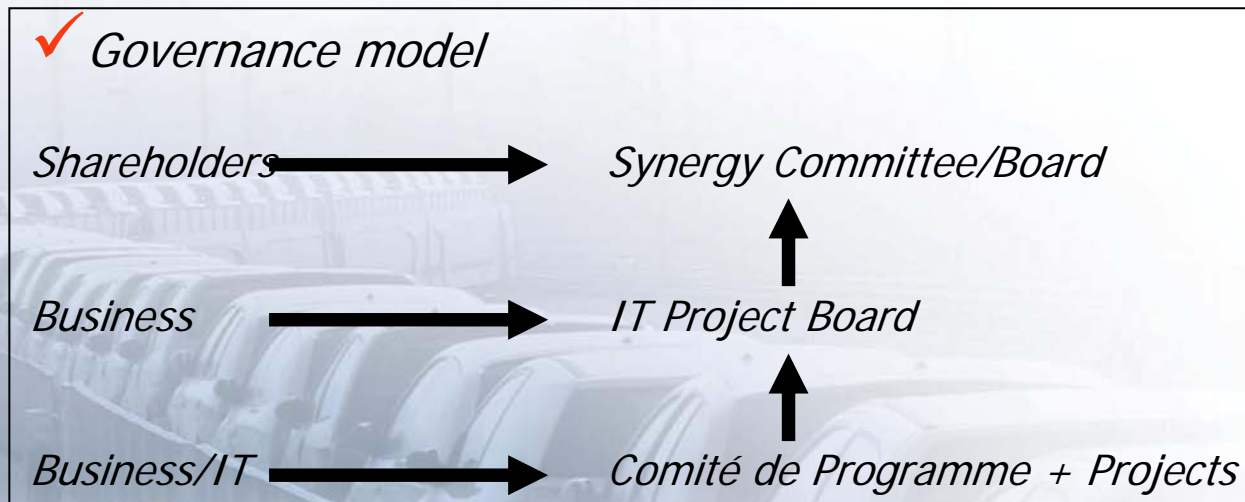 Governance model
Shareholders Synergy Committee/Board
Business IT Project Board
Business/IT Comité de Programme + Projects